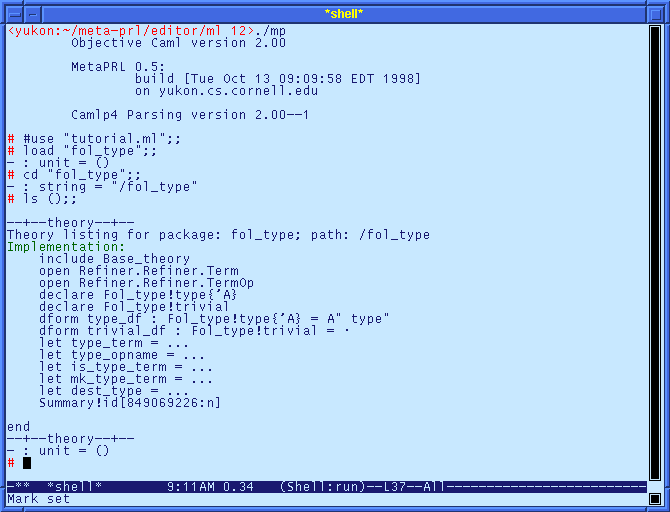 *shell*
<yukon:~/meta-prl/editor/ml 12>./mp
        Objective Caml version 2.00

        MetaPRL 0.5:
                build [Tue Oct 13 09:09:58 EDT 1998]
                on yukon.cs.cornell.edu

        Camlp4 Parsing version 2.00--1

# #use "tutorial.ml";;
# load "fol_type";;
- : unit = ()
# cd "fol_type";;
- : string = "/fol_type"
# ls ();;

--+--theory--+--
Theory listing for package: fol_type; path: /fol_type
Implementation:
    include Base_theory
    open Refiner.Refiner.Term
    open Refiner.Refiner.TermOp
    declare Fol_type!type{'A}
    declare Fol_type!trivial
    dform type_df : Fol_type!type{'A} = A" type"
    dform trivial_df : Fol_type!trivial = ·
    let type_term = ...
    let type_opname = ...
    let is_type_term = ...
    let mk_type_term = ...
    let dest_type = ...
    Summary!id[849069226:n]

end
--+--theory--+--
- : unit = ()
#
-**  *shell*        9:11AM 0.34   (Shell:run)--L37--All-------------------------
Mark set